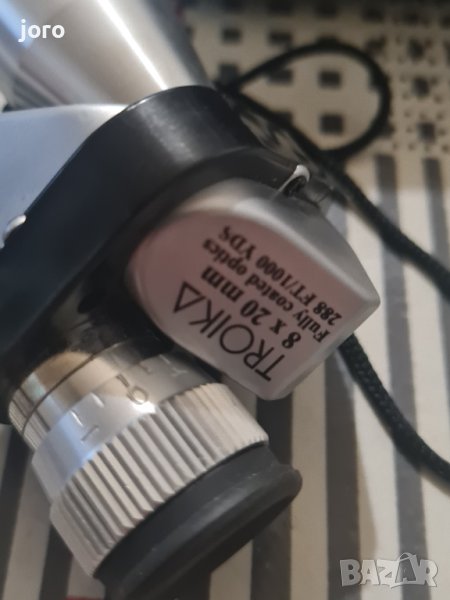 joro
TROIKA
8 x 20 mm
Fully coated optics
288 FT/1000 YDS
BAZAR